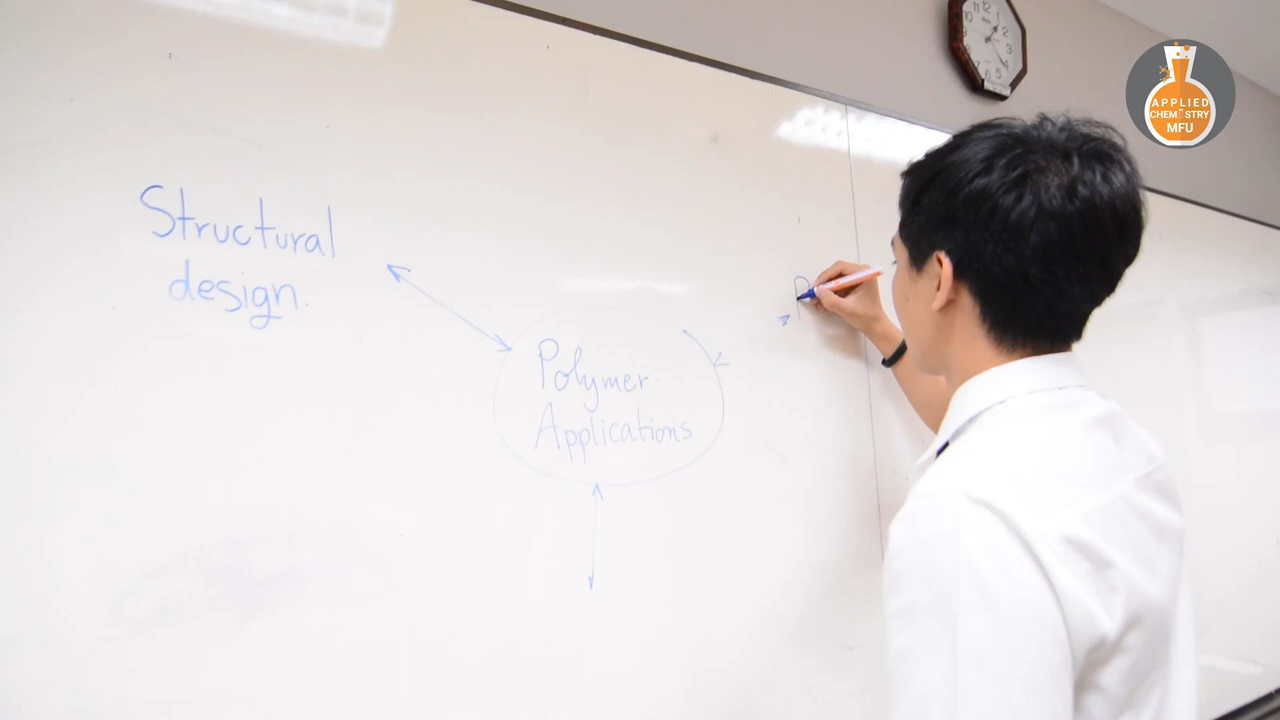 Structural
design.
Polymer.
Applications
P
APPLIED
CHEMISTRY
MFU